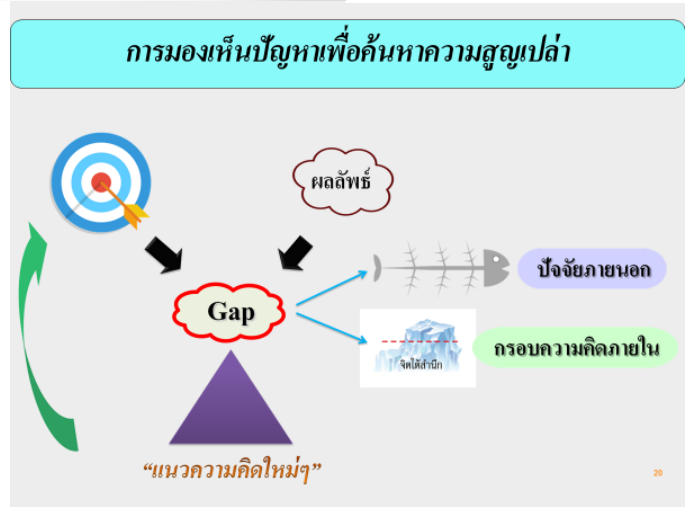 การมองเห็นปัญหาเพื่อค้นหาความสูญเปล่า
ผลลัพธ์
ปัจจัยภายนอก
Gap
กรอบความคิดภายใน
จิตใต้สำนึก
“แนวความคิดใหม่ๆ”
20